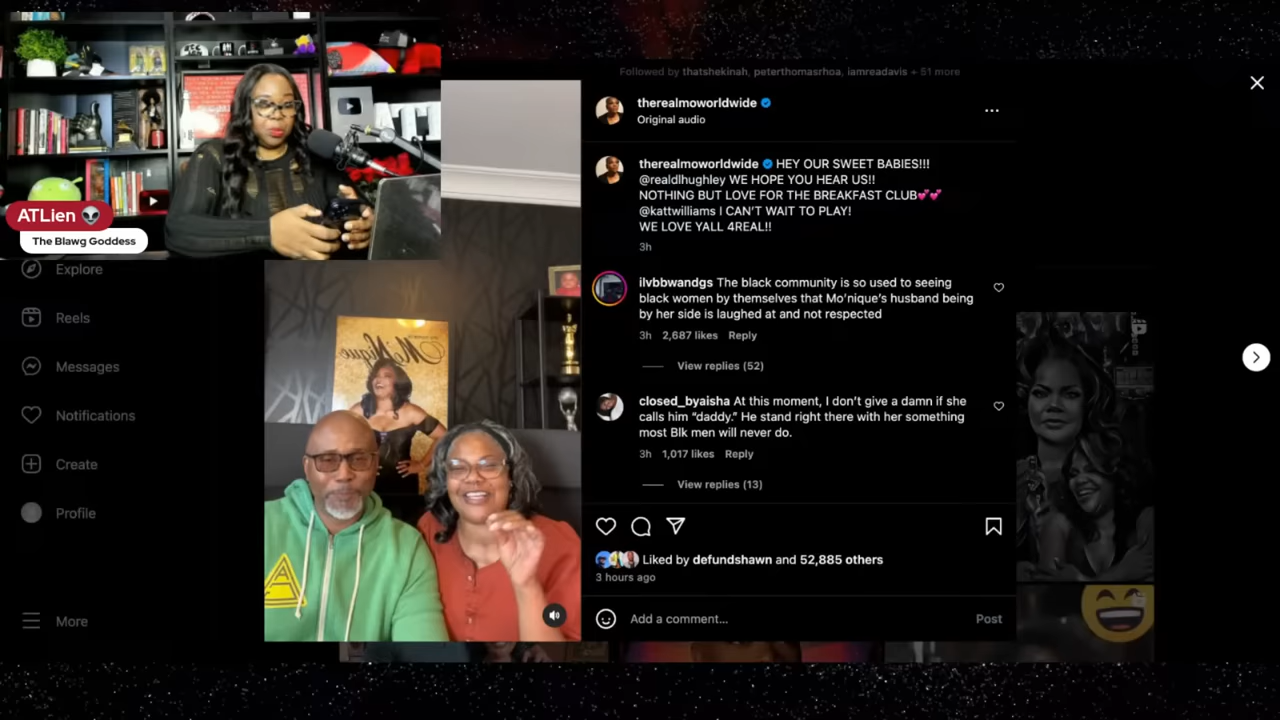 Followed by thatshekinah, peterthomasrhoa, iamreadavis + 51 more
therealmoworldwide
Original audio
therealmoworldwide HEY OUR SWEET BABIES!!!
@realdlhughley WE HOPE YOU HEAR US!!
NOTHING BUT LOVE FOR THE BREAKFAST CLUB💕💕
@kattwilliams I CAN'T WAIT TO PLAY!
WE LOVE YALL 4REAL!!
3h
ilvbbwandgs The black community is so used to seeing
black women by themselves that Mo'nique's husband being
by her side is laughed at and not respected
3h 2,687 likes Reply
View replies (52)
closed_byaisha At this moment, I don't give a damn if she
calls him "daddy." He stand right there with her something
most Blk men will never do.
3h 1,017 likes Reply
View replies (13)
Liked by defundshawn and 52,885 others
3 hours ago
Add a comment...
Post
ATLien 👽
The Blawg Goddess
Explore
Reels
Messages
Notifications
Create
Profile
More
Mo'Nique